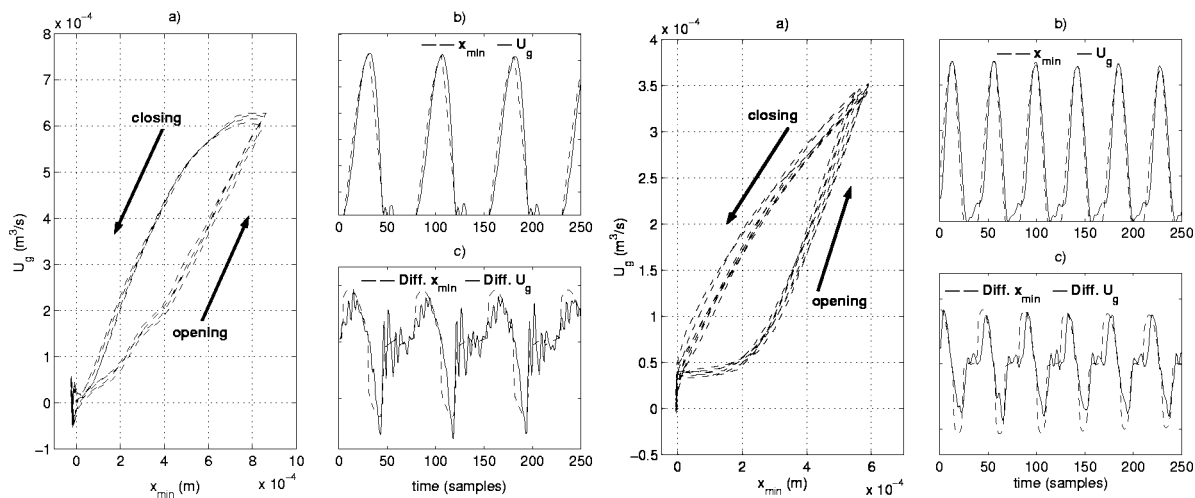 a)
x 10⁻⁴
7
6
5
4
3
2
1
0
−1
U_g (m³/s)
closing
opening
0 2 4 6 8 10
x_min (m)
x 10⁻⁴
b)
x_min U_g
0 50 100 150 200 250
c)
Diff. x_min Diff. U_g
0 50 100 150 200 250
time (samples)
a)
x 10⁻⁴
4
3.5
3
2.5
2
1.5
1
0.5
0
−0.5
U_g (m³/s)
closing
opening
0 2 4 6
x_min (m)
x 10⁻⁴
b)
x_min U_g
0 50 100 150 200 250
c)
Diff. x_min Diff. U_g
0 50 100 150 200 250
time (samples)